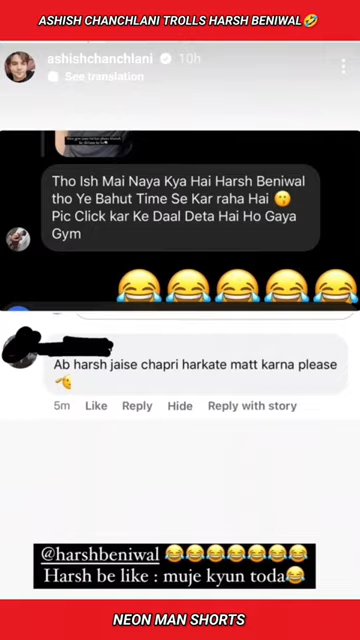 ASHISH CHANCHLANI TROLLS HARSH BENIWAL🤣
ashishchanchlani 10h
See translation
Tho Ish Mai Naya Kya Hai Harsh Beniwal
tho Ye Bahut Time Se Kar raha Hai 😗
Pic Click kar Ke Daal Deta Hai Ho Gaya
Gym
😂😂😂😂😂
Ab harsh jaise chapri harkate matt karna please
🫡
5m Like Reply Hide Reply with story
@harshbeniwal 😂😂😂😂😂😂😂
Harsh be like : muje kyun toda😂
NEON MAN SHORTS